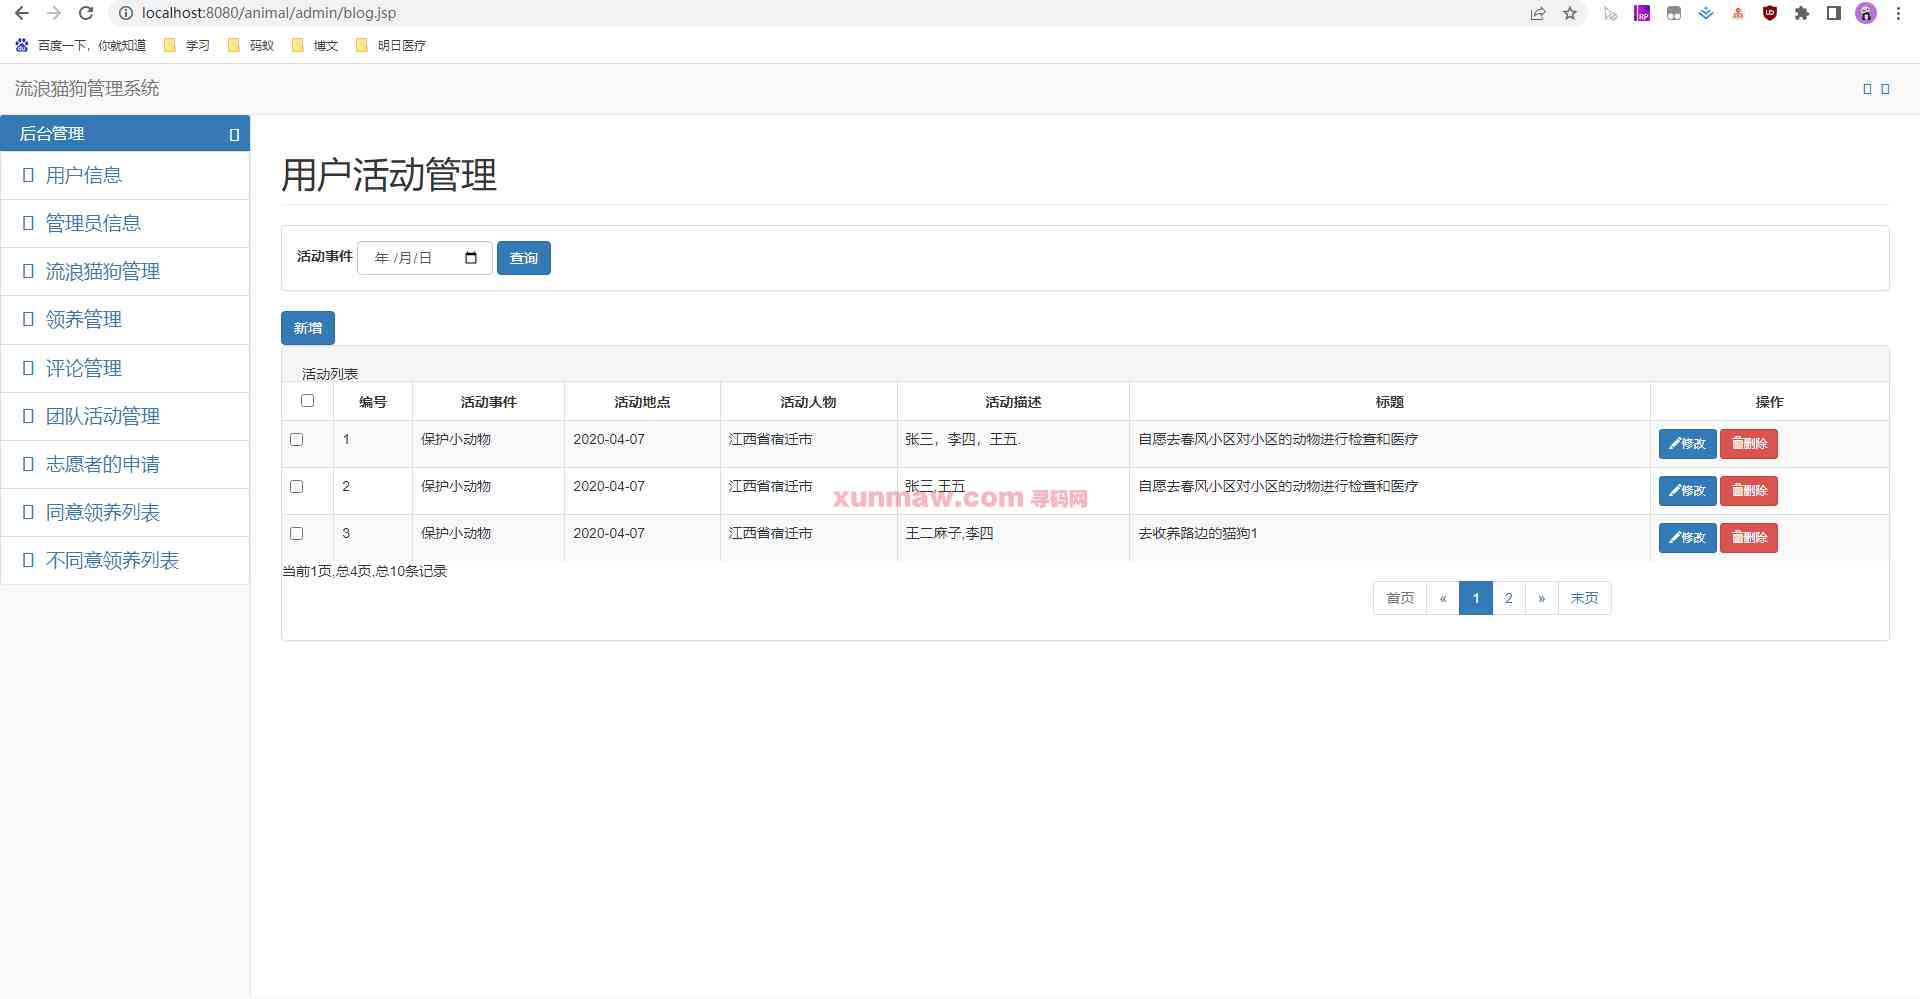 localhost:8080/animal/admin/blog.jsp
百度一下，你就知道 学习 码蚁 博文 明日医疗
流浪猫狗管理系统
后台管理
用户信息
管理员信息
流浪猫狗管理
领养管理
评论管理
团队活动管理
志愿者的申请
同意领养列表
不同意领养列表
用户活动管理
活动事件 年/月/日 查询
新增
活动列表
编号 活动事件 活动地点 活动人物 活动描述 标题 操作
1 保护小动物 2020-04-07 江西省宿迁市 张三，李四，王五. 自愿去春风小区对小区的动物进行检查和医疗 修改 删除
2 保护小动物 2020-04-07 江西省宿迁市 张三,王五 自愿去春风小区对小区的动物进行检查和医疗 修改 删除
3 保护小动物 2020-04-07 江西省宿迁市 王二麻子,李四 去收养路边的猫狗1 修改 删除
xunmaw.com 寻码网
当前1页,总4页,总10条记录
首页 « 1 2 » 末页